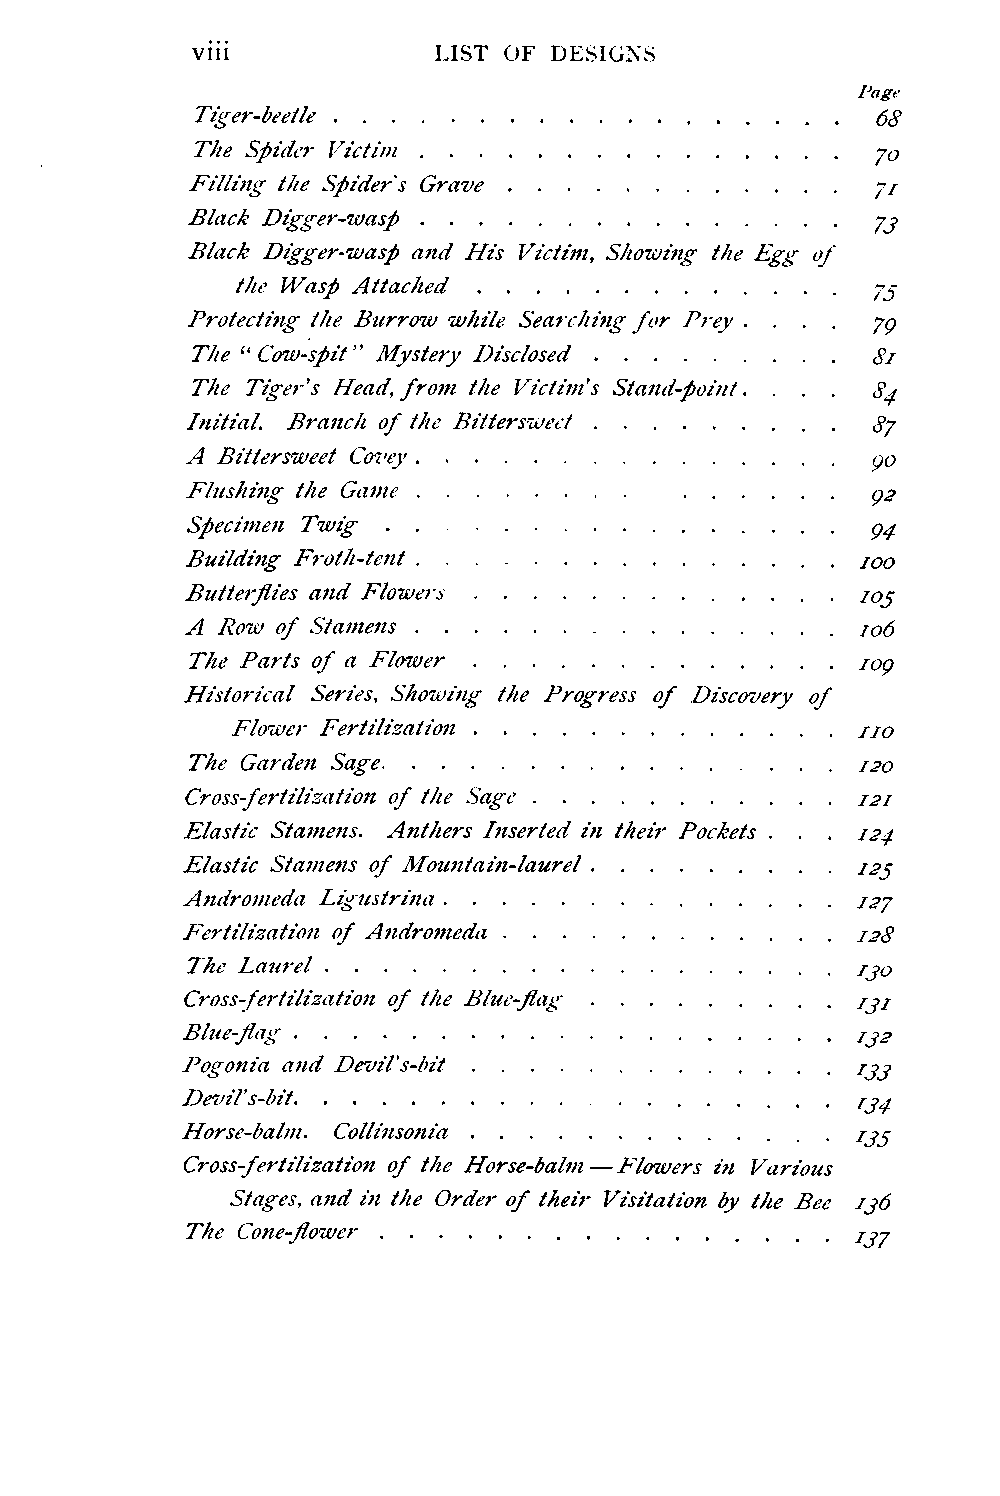 viii LIST OF DESIGNS
Page
Tiger-beetle . . . . . . . . . . . . . . . . . . 68
The Spider Victim . . . . . . . . . . . . . . . 70
Filling the Spider's Grave . . . . . . . . . . . . 71
Black Digger-wasp . . . . . . . . . . . . . . . 73
Black Digger-wasp and His Victim, Showing the Egg of
the Wasp Attached . . . . . . . . . . . . . 75
Protecting the Burrow while Searching for Prey . . . . 79
The "Cow-spit" Mystery Disclosed . . . . . . . . . 81
The Tiger's Head, from the Victim's Stand-point . . . . 84
Initial. Branch of the Bittersweet . . . . . . . . . 87
A Bittersweet Covey . . . . . . . . . . . . . . . 90
Flushing the Game . . . . . . . . . . . . . . 92
Specimen Twig . . . . . . . . . . . . . . . . 94
Building Froth-tent . . . . . . . . . . . . . . . 100
Butterflies and Flowers . . . . . . . . . . . . . 105
A Row of Stamens . . . . . . . . . . . . . . . 106
The Parts of a Flower . . . . . . . . . . . . . 109
Historical Series, Showing the Progress of Discovery of
Flower Fertilization . . . . . . . . . . . . . 110
The Garden Sage . . . . . . . . . . . . . . . . 120
Cross-fertilization of the Sage . . . . . . . . . . . 121
Elastic Stamens. Anthers Inserted in their Pockets . . . 124
Elastic Stamens of Mountain-laurel . . . . . . . . . 125
Andromeda Ligustrina . . . . . . . . . . . . . . 127
Fertilization of Andromeda . . . . . . . . . . . . 128
The Laurel . . . . . . . . . . . . . . . . . . 130
Cross-fertilization of the Blue-flag . . . . . . . . . 131
Blue-flag . . . . . . . . . . . . . . . . . . . 132
Pogonia and Devil's-bit . . . . . . . . . . . . . 133
Devil's-bit . . . . . . . . . . . . . . . . . . . 134
Horse-balm. Collinsonia . . . . . . . . . . . . . 135
Cross-fertilization of the Horse-balm — Flowers in Various
Stages, and in the Order of their Visitation by the Bee 136
The Cone-flower . . . . . . . . . . . . . . . . 137